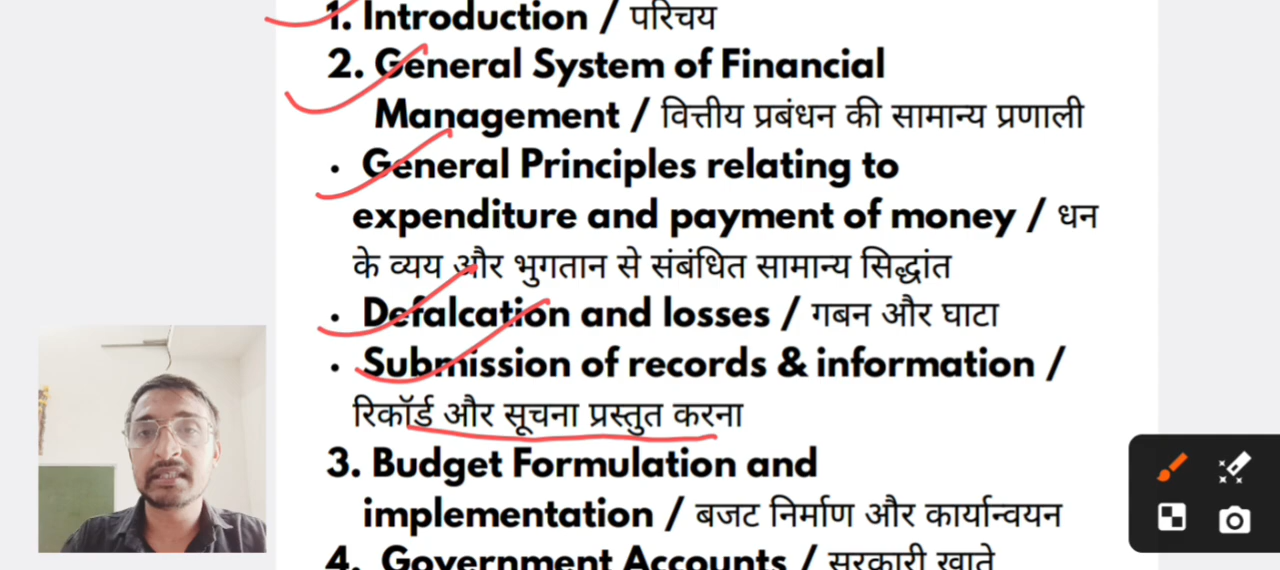 1. Introduction / परिचय
2. General System of Financial
Management / वित्तीय प्रबंधन की सामान्य प्रणाली
• General Principles relating to
expenditure and payment of money / धन
के व्यय और भुगतान से संबंधित सामान्य सिद्धांत
• Defalcation and losses / गबन और घाटा
• Submission of records & information /
रिकॉर्ड और सूचना प्रस्तुत करना
3. Budget Formulation and
implementation / बजट निर्माण और कार्यान्वयन
4. Government Accounts / सरकारी खाते